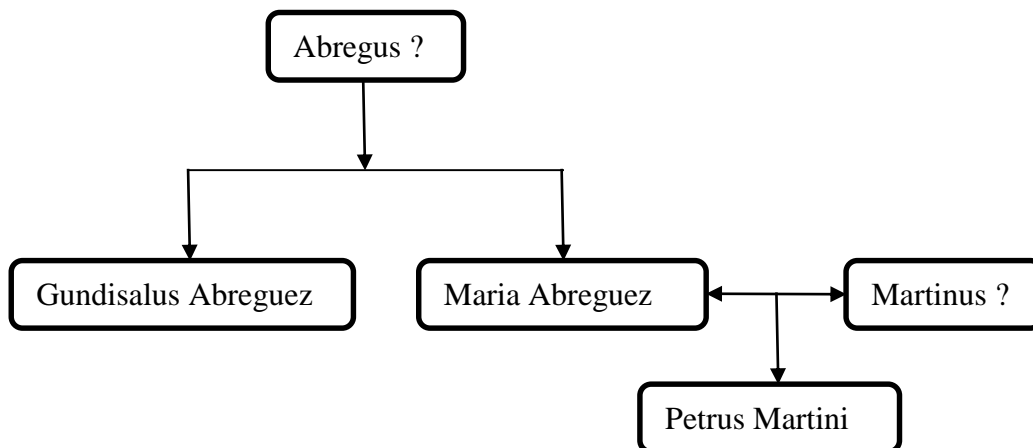 Abregus ?
Gundisalus Abreguez
Maria Abreguez
Martinus ?
Petrus Martini